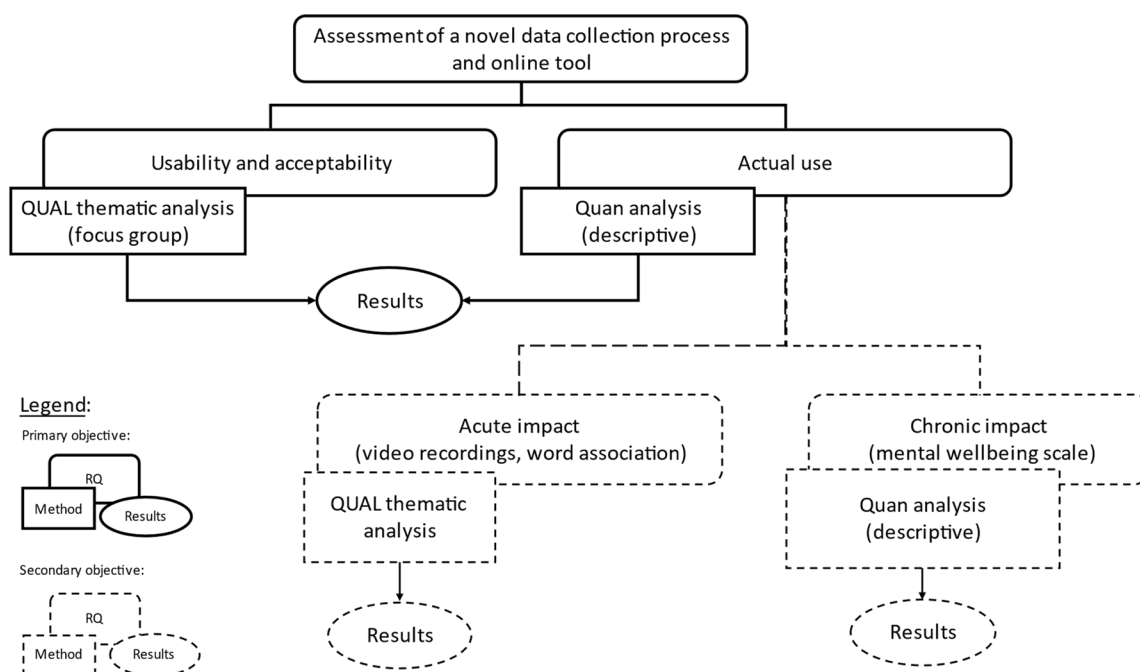 Assessment of a novel data collection process
and online tool
Usability and acceptability
Actual use
QUAL thematic analysis
(focus group)
Quan analysis
(descriptive)
Results
Legend:
Primary objective:
RQ
Method
Results
Secondary objective:
RQ
Method
Results
Acute impact
(video recordings, word association)
QUAL thematic
analysis
Results
Chronic impact
(mental wellbeing scale)
Quan analysis
(descriptive)
Results